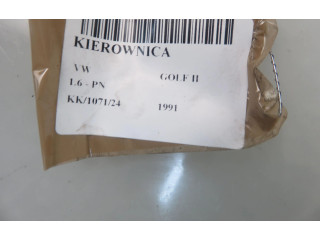 KIEROWNICA
VW GOLF II
1.6 - PN
KK/1071/24 1991